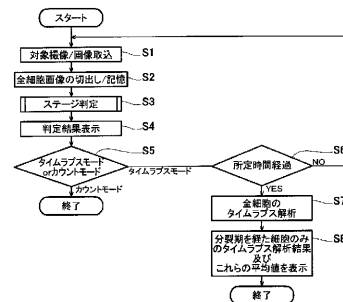 スタート
対象撮像/画像取込
S1
全細胞画像の切出し/記憶
S2
ステージ判定
S3
判定結果表示
S4
タイムラプスモード
orカウントモード
S5
タイムラプスモード
カウントモード
終了
所定時間経過
S6
NO
YES
全細胞の
タイムラプス解析
S7
分裂期を経た細胞のみ
のタイムラプス解析結果
及び
これらの平均値を表示
S8
終了